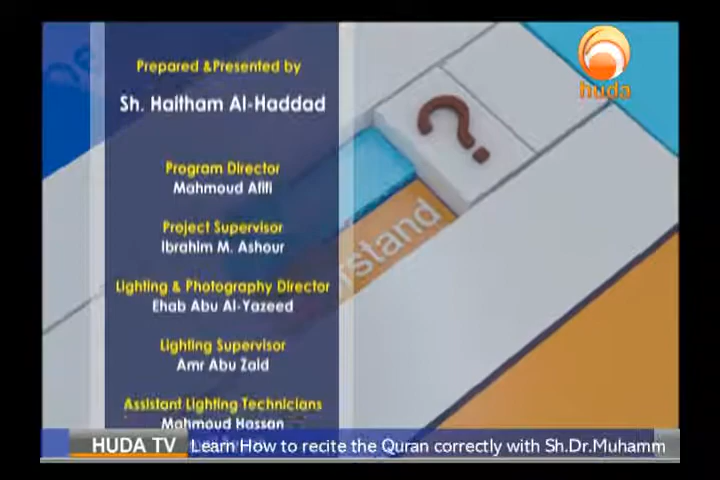 Prepared &Presented by
Sh. Haitham Al-Haddad
Program Director
Mahmoud Afifi
Project Supervisor
Ibrahim M. Ashour
Lighting & Photography Director
Ehab Abu Al-Yazeed
Lighting Supervisor
Amr Abu Zaid
Assistant Lighting Technicians
Mahmoud Hassan
huda
rstand
?
HUDA TV Learn How to recite the Quran correctly with Sh.Dr.Muhamm